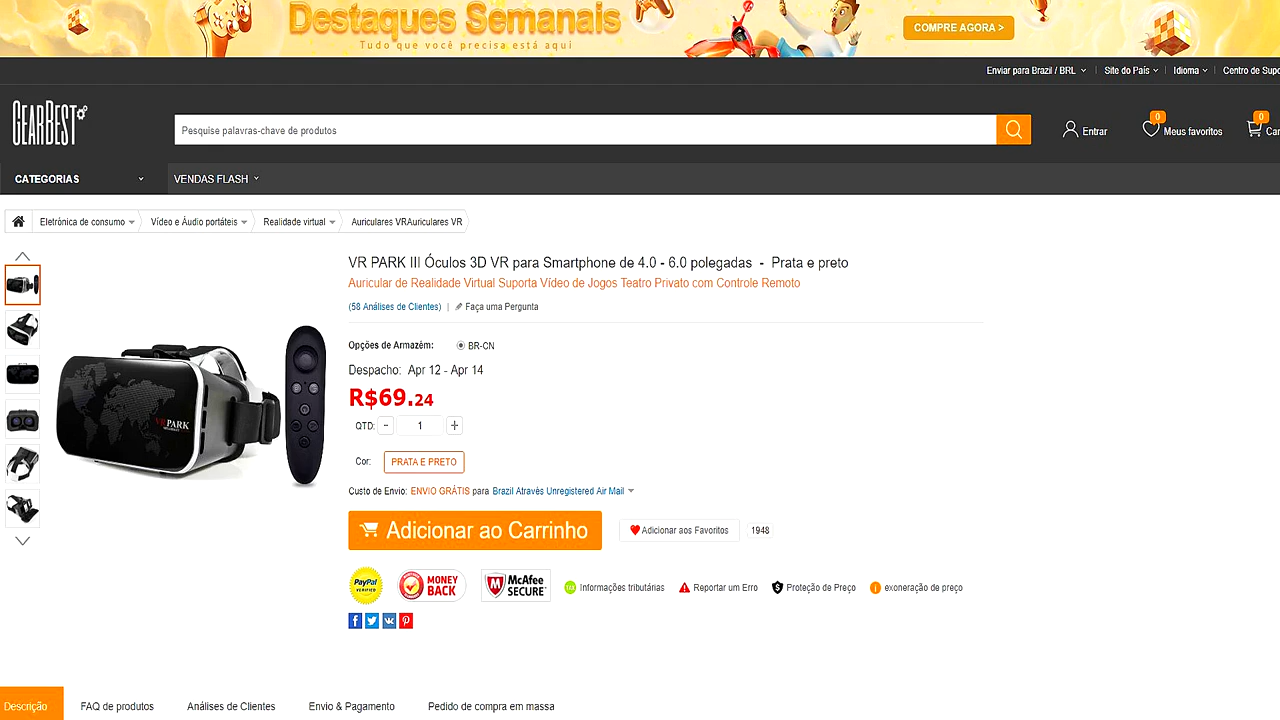 Destaques Semanais
Tudo que você precisa está aqui
COMPRE AGORA >
Enviar para Brazil / BRL
Site do País
Idioma
Centro de Supo
GEARBEST
Pesquise palavras-chave de produtos
Entrar
0
Meus favoritos
0
Car
CATEGORIAS
VENDAS FLASH
Eletrônica de consumo
Vídeo e Áudio portáteis
Realidade virtual
Auriculares VRAuriculares VR
VR PARK III Óculos 3D VR para Smartphone de 4.0 - 6.0 polegadas - Prata e preto
Auricular de Realidade Virtual Suporta Vídeo de Jogos Teatro Privato com Controle Remoto
(58 Análises de Clientes) | Faça uma Pergunta
Opções de Armazém: BR-CN
Despacho: Apr 12 - Apr 14
R$69.24
QTD: - 1 +
Cor: PRATA E PRETO
VR PARK
Custo de Envio: ENVIO GRÁTIS para Brazil Através Unregistered Air Mail
Adicionar ao Carrinho
Adicionar aos Favoritos
1948
PayPal
VERIFIED
MONEY
BACK
McAfee
SECURE
Informações tributárias
Reportar um Erro
Proteção de Preço
exoneração de preço
Descrição
FAQ de produtos
Análises de Clientes
Envio & Pagamento
Pedido de compra em massa